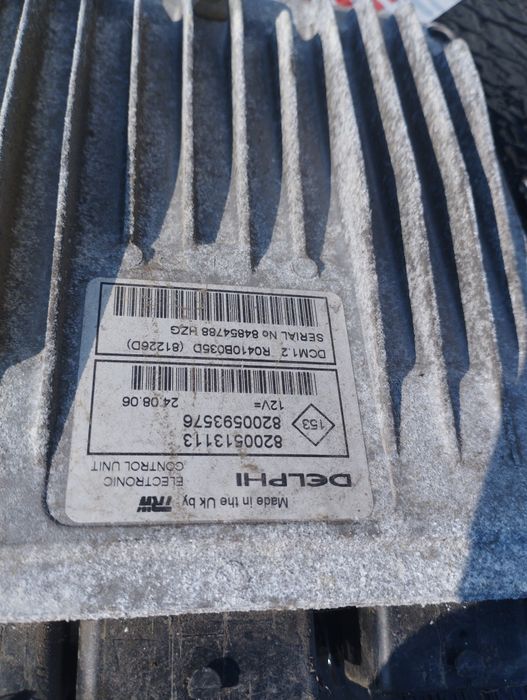 Made in the Uk by TRW
DELPHI
ELECTRONIC
CONTROL UNIT
153
8200513113
8200593576
12V= 24.08.06
DCM1.2 R0410B035D (81226D)
SERIAL No 84854788 HZG